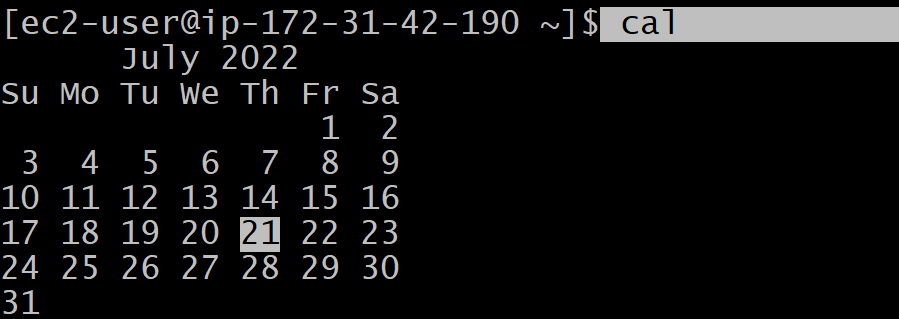 [ec2-user@ip-172-31-42-190 ~]$ cal
      July 2022
Su Mo Tu We Th Fr Sa
                1  2
 3  4  5  6  7  8  9
10 11 12 13 14 15 16
17 18 19 20 21 22 23
24 25 26 27 28 29 30
31